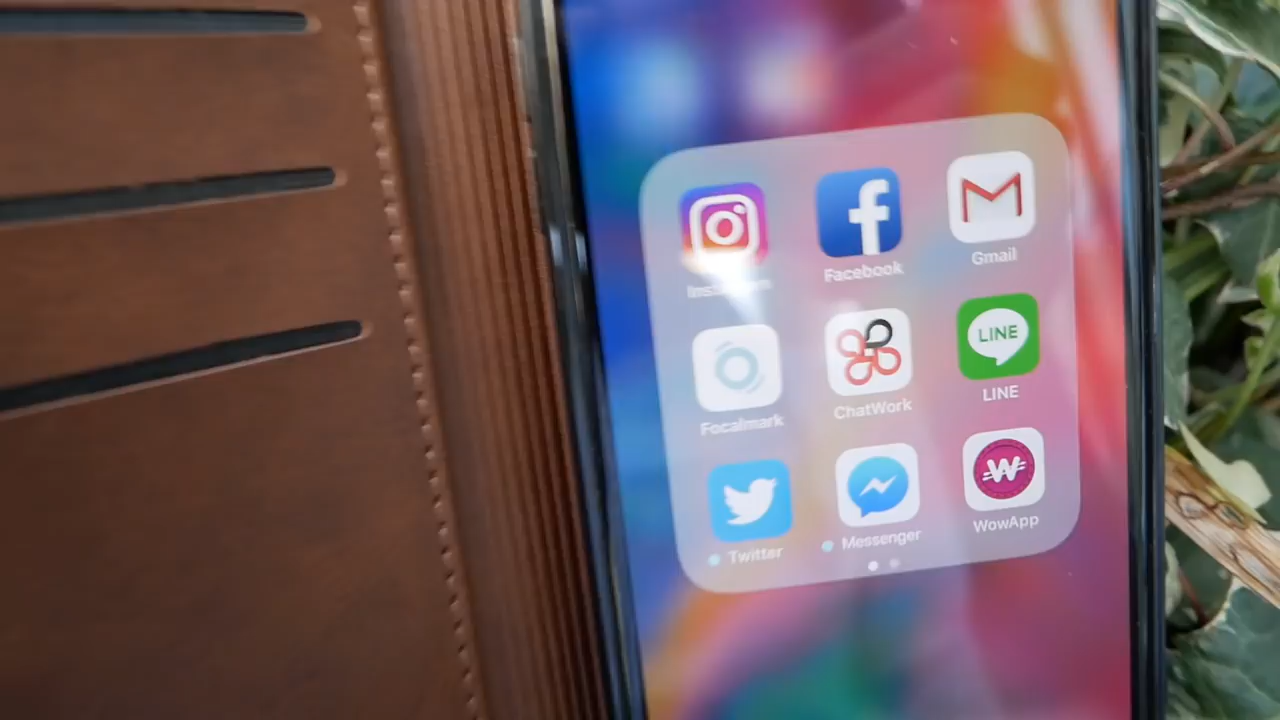 Facebook
Gmail
Focalmark
ChatWork
LINE
LINE
Twitter
Messenger
WowApp